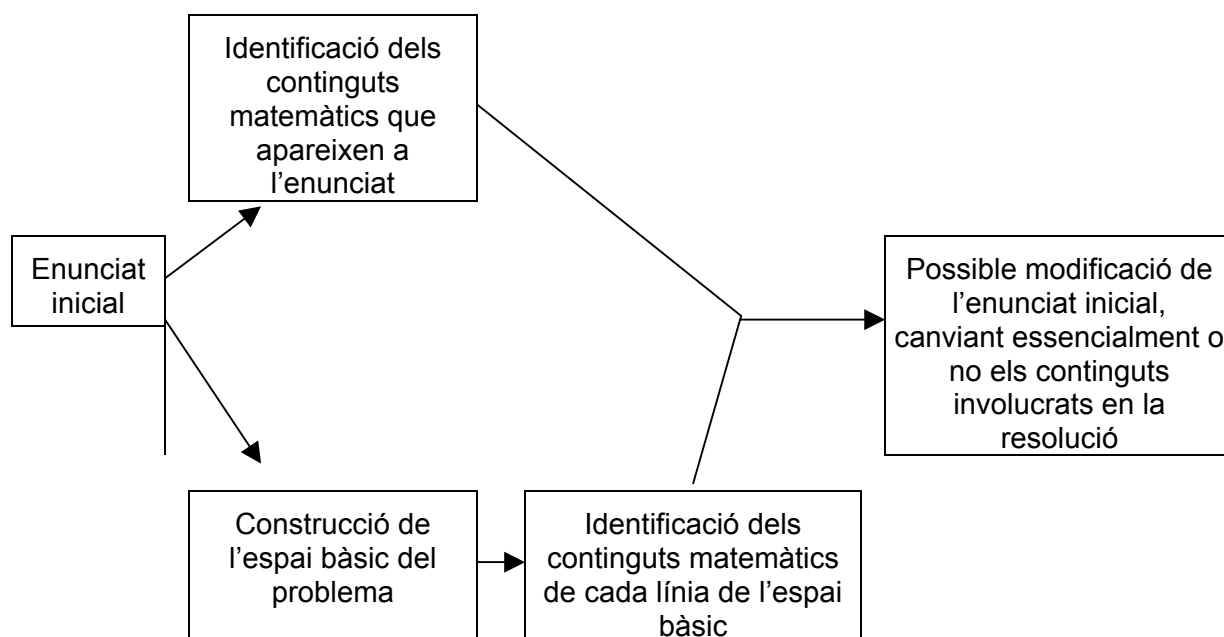 Identificació dels
continguts
matemàtics que
apareixen a
l’enunciat
Enunciat
inicial
Possible modificació de
l’enunciat inicial,
canviant essencialment o
no els continguts
involucrats en la
resolució
Construcció de
l’espai bàsic del
problema
Identificació dels
continguts matemàtics
de cada línia de l’espai
bàsic